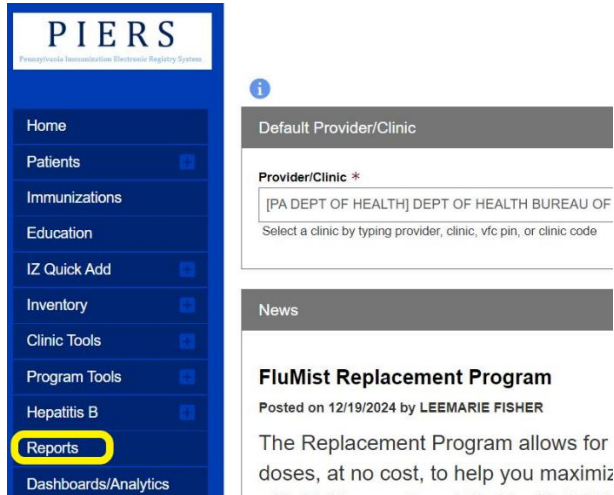 PIERS
Pennsylvania Immunization Electronic Registry System
Home
Patients
Immunizations
Education
IZ Quick Add
Inventory
Clinic Tools
Program Tools
Hepatitis B
Reports
Dashboards/Analytics
Default Provider/Clinic
Provider/Clinic *
[PA DEPT OF HEALTH] DEPT OF HEALTH BUREAU OF
Select a clinic by typing provider, clinic, vfc pin, or clinic code
News
FluMist Replacement Program
Posted on 12/19/2024 by LEEMARIE FISHER
The Replacement Program allows for
doses, at no cost, to help you maximiz